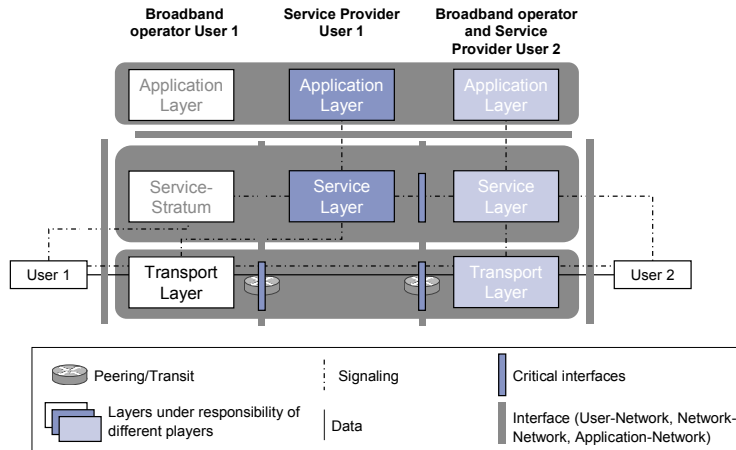 Broadband
operator User 1
Service Provider
User 1
Broadband operator
and Service
Provider User 2
Application
Layer
Application
Layer
Application
Layer
Service-
Stratum
Service
Layer
Service
Layer
User 1
Transport
Layer
Transport
Layer
User 2
Peering/Transit
Signaling
Critical interfaces
Layers under responsibility of
different players
Data
Interface (User-Network, Network-
Network, Application-Network)